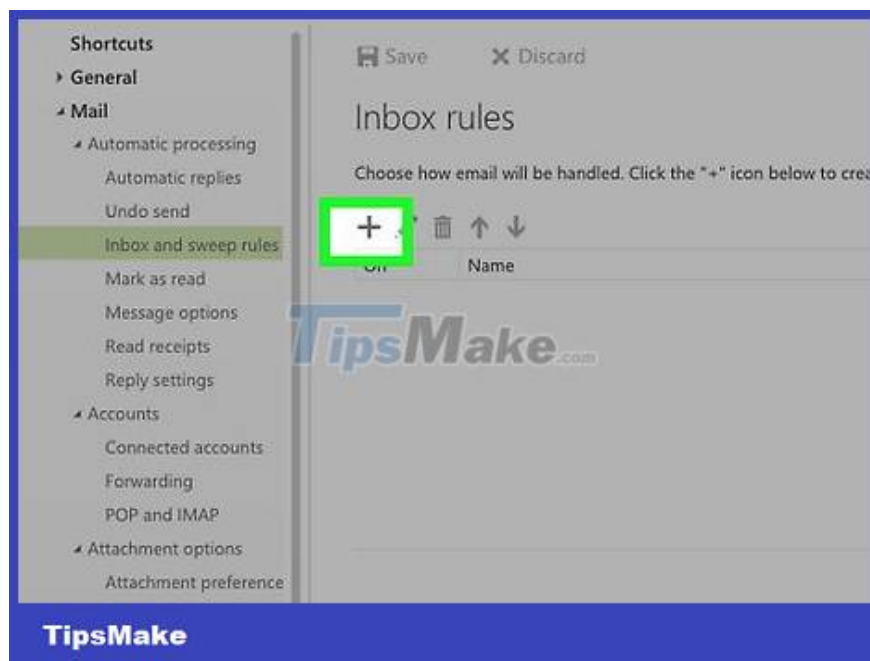 Shortcuts
General
Mail
Automatic processing
Automatic replies
Undo send
Inbox and sweep rules
Mark as read
Message options
Read receipts
Reply settings
Accounts
Connected accounts
Forwarding
POP and IMAP
Attachment options
Attachment preference
Save Discard
Inbox rules
Choose how email will be handled. Click the "+" icon below to crea
On Name
TipsMake.com
TipsMake